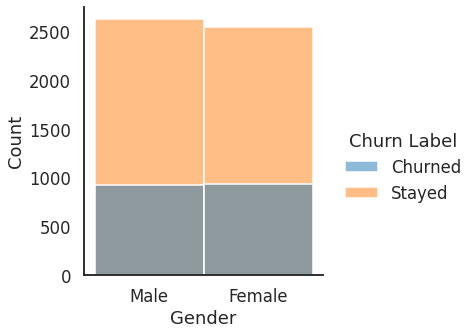 2500
2000
1500
1000
500
0
Count
Male
Female
Gender
Churn Label
Churned
Stayed